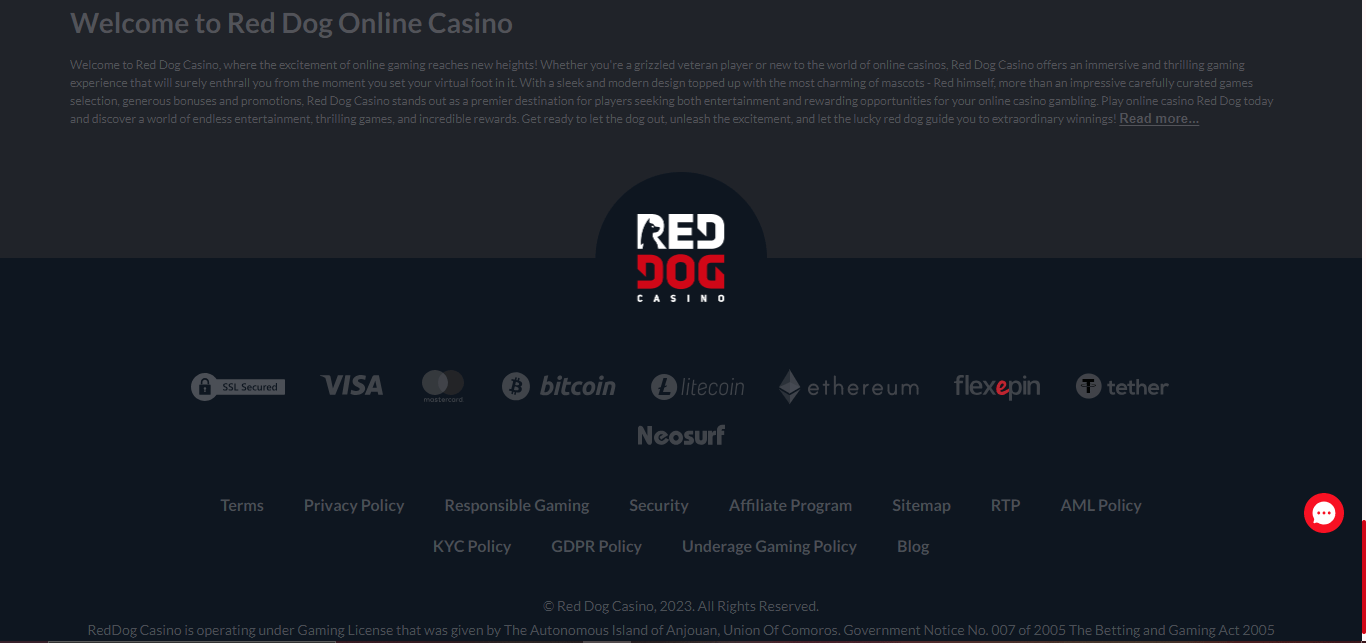 Welcome to Red Dog Online Casino
Welcome to Red Dog Casino, where the excitement of online gaming reaches new heights! Whether you're a grizzled veteran player or new to the world of online casinos, Red Dog Casino offers an immersive and thrilling gaming
experience that will surely enthrall you from the moment you set your virtual foot in it. With a sleek and modern design topped up with the most charming of mascots - Red himself, more than an impressive carefully curated games
selection, generous bonuses and promotions, Red Dog Casino stands out as a premier destination for players seeking both entertainment and rewarding opportunities for your online casino gambling. Play online casino Red Dog today
and discover a world of endless entertainment, thrilling games, and incredible rewards. Get ready to let the dog out, unleash the excitement, and let the lucky red dog guide you to extraordinary winnings! Read more...
RED
DOG
CASINO
SSL Secured VISA mastercard bitcoin litecoin ethereum flexepin tether
Neosurf
Terms Privacy Policy Responsible Gaming Security Affiliate Program Sitemap RTP AML Policy
KYC Policy GDPR Policy Underage Gaming Policy Blog
© Red Dog Casino, 2023. All Rights Reserved.
RedDog Casino is operating under Gaming License that was given by The Autonomous Island of Anjouan, Union Of Comoros. Government Notice No. 007 of 2005 The Betting and Gaming Act 2005